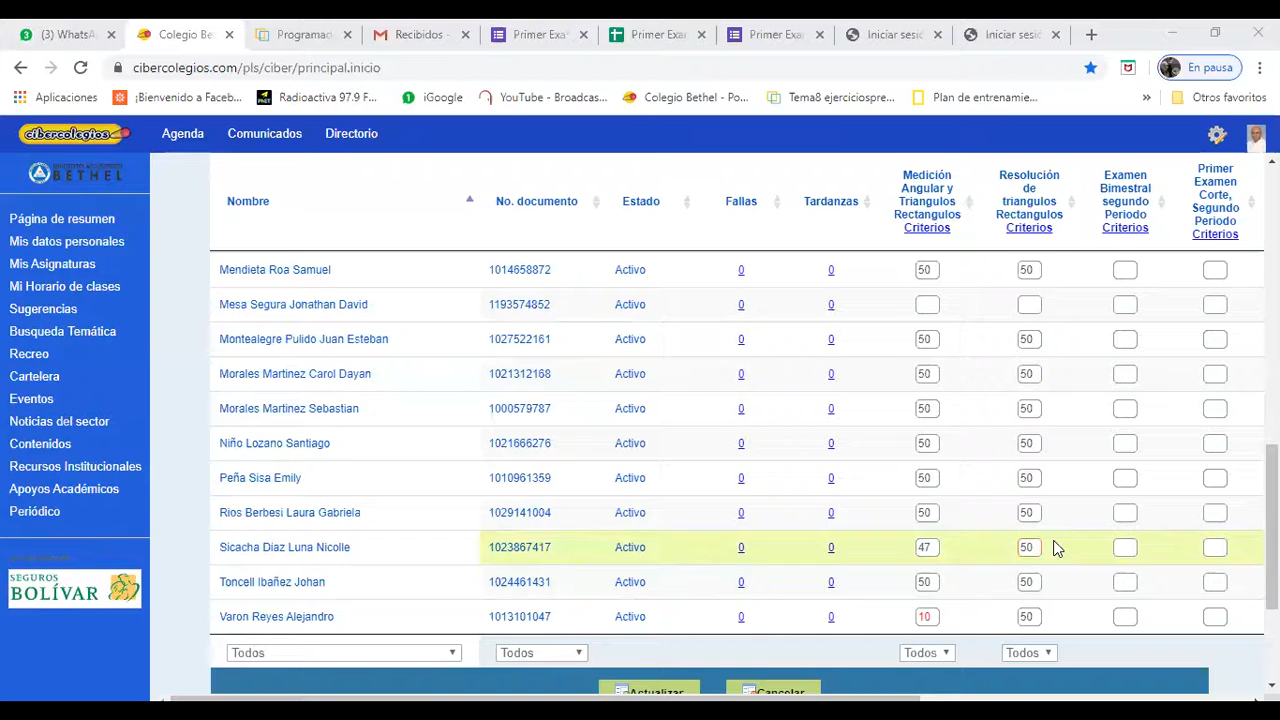 (3) WhatsA
Colegio Be
Programad
Recibidos -
Primer Exa
Primer Exa
Primer Exa
Iniciar sesi
Iniciar sesi
cibercolegios.com/pls/ciber/principal.inicio
En pausa
Aplicaciones
¡Bienvenido a Faceb...
Radioactiva 97.9 F...
iGoogle
YouTube - Broadcas...
Colegio Bethel - Po...
Tema8 ejerciciospre...
Plan de entrenamie...
»
Otros favoritos
cibercolegios
Agenda
Comunicados
Directorio
BETHEL
Página de resumen
Mis datos personales
Mis Asignaturas
Mi Horario de clases
Sugerencias
Busqueda Temática
Recreo
Cartelera
Eventos
Noticias del sector
Contenidos
Recursos Institucionales
Apoyos Académicos
Periódico
SEGUROS
BOLÍVAR
Nombre
No. documento
Estado
Fallas
Tardanzas
Medición
Angular y
Triangulos
Rectangulos
Criterios
Resolución
de
triangulos
Rectangulos
Criterios
Examen
Bimestral
segundo
Periodo
Criterios
Primer
Examen
Corte,
Segundo
Periodo
Criterios
Mendieta Roa Samuel 1014658872 Activo 0 0 50 50
Mesa Segura Jonathan David 1193574852 Activo 0 0
Montealegre Pulido Juan Esteban 1027522161 Activo 0 0 50 50
Morales Martinez Carol Dayan 1021312168 Activo 0 0 50 50
Morales Martinez Sebastian 1000579787 Activo 0 0 50 50
Niño Lozano Santiago 1021666276 Activo 0 0 50 50
Peña Sisa Emily 1010961359 Activo 0 0 50 50
Rios Berbesi Laura Gabriela 1029141004 Activo 0 0 50 50
Sicacha Diaz Luna Nicolle 1023867417 Activo 0 0 47 50
Toncell Ibañez Johan 1024461431 Activo 0 0 50 50
Varon Reyes Alejandro 1013101047 Activo 0 0 10 50
Todos Todos Todos Todos
Actualizar Cancelar